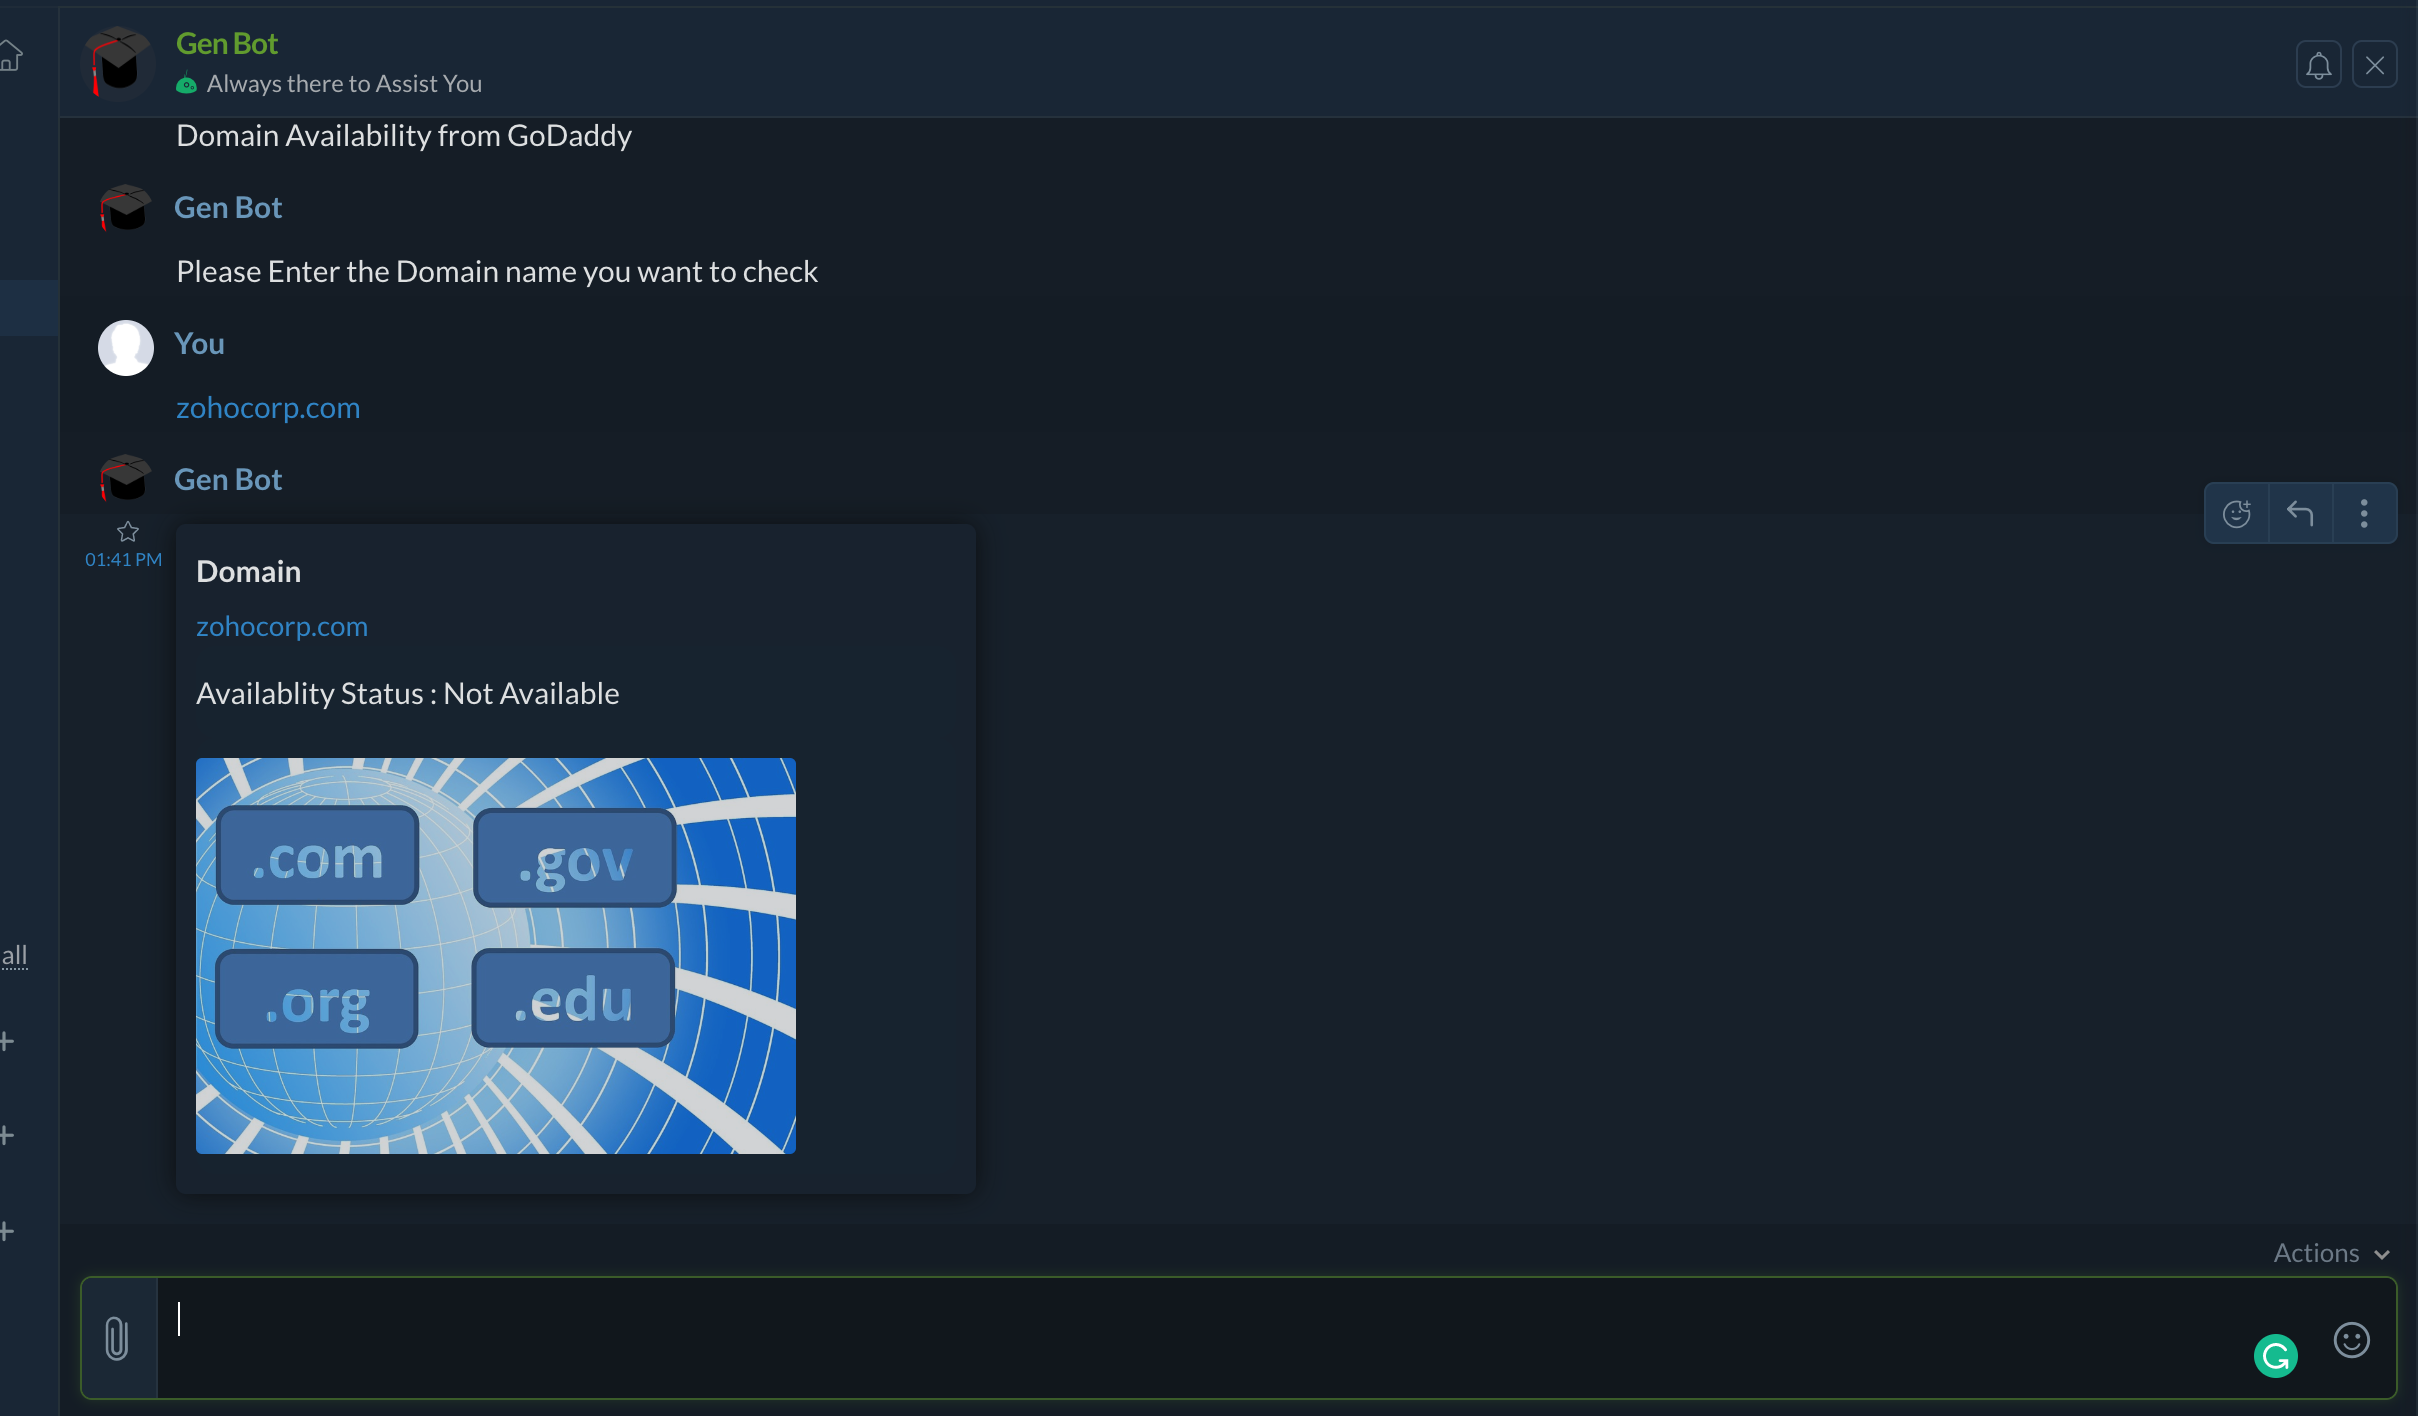 Gen Bot
Always there to Assist You
Domain Availability from GoDaddy
Gen Bot
Please Enter the Domain name you want to check
You
zohocorp.com
Gen Bot
01:41 PM
Domain
zohocorp.com
Availablity Status : Not Available
.com
.gov
.org
.edu
all
Actions